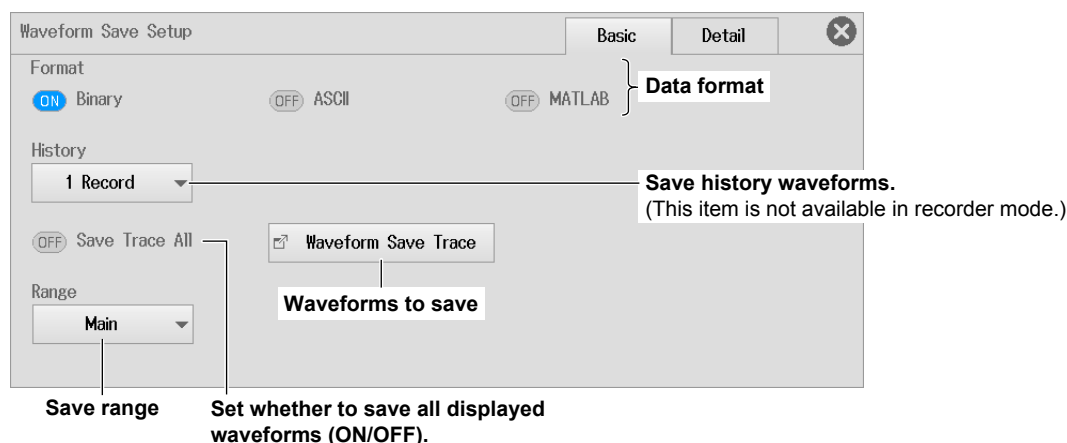 Waveform Save Setup
Basic
Detail
Format
ON Binary
OFF ASCII
OFF MATLAB
Data format
History
1 Record
Save history waveforms.
(This item is not available in recorder mode.)
OFF Save Trace All
Waveform Save Trace
Waveforms to save
Range
Main
Save range
Set whether to save all displayed
waveforms (ON/OFF).